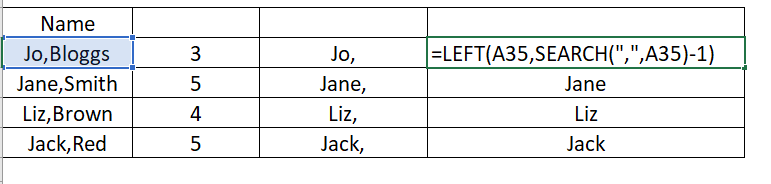 Name
Jo,Bloggs 3 Jo, =LEFT(A35,SEARCH(",",A35)-1)
Jane,Smith 5 Jane, Jane
Liz,Brown 4 Liz, Liz
Jack,Red 5 Jack, Jack